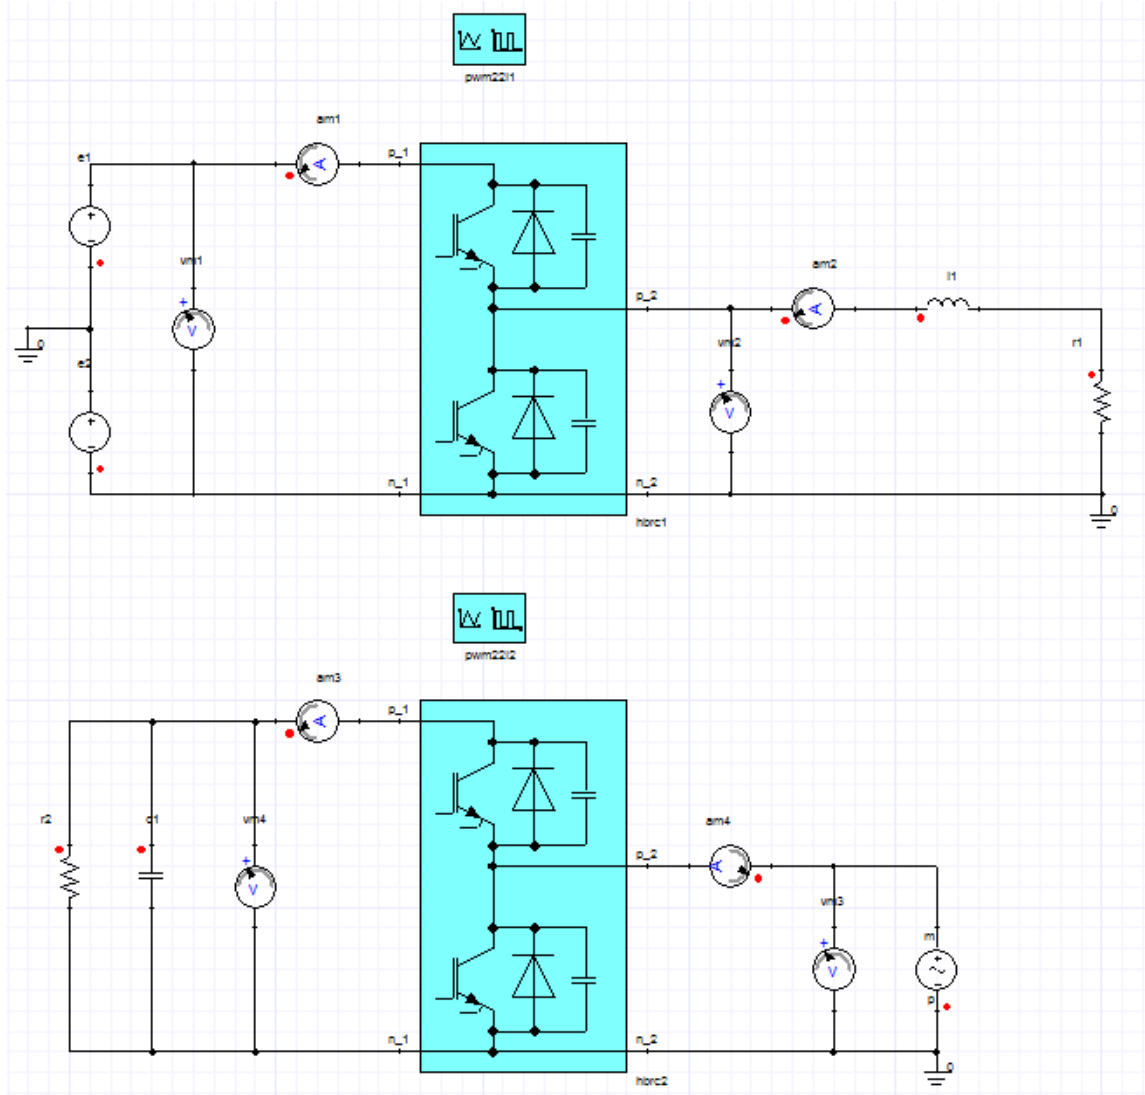 pwm22l1
am1
e1
p_1
vm1
+
A
+
-
V
0
e2
+
-
n_1
p_2
am2
A
l1
vm2
+
V
r1
n_2
hbrc1
0
pwm22l2
am3
p_1
A
r2
c1
vm4
+
V
n_1
p_2
am4
A
vm3
+
V
m
+
-
p
n_2
hbrc2
0